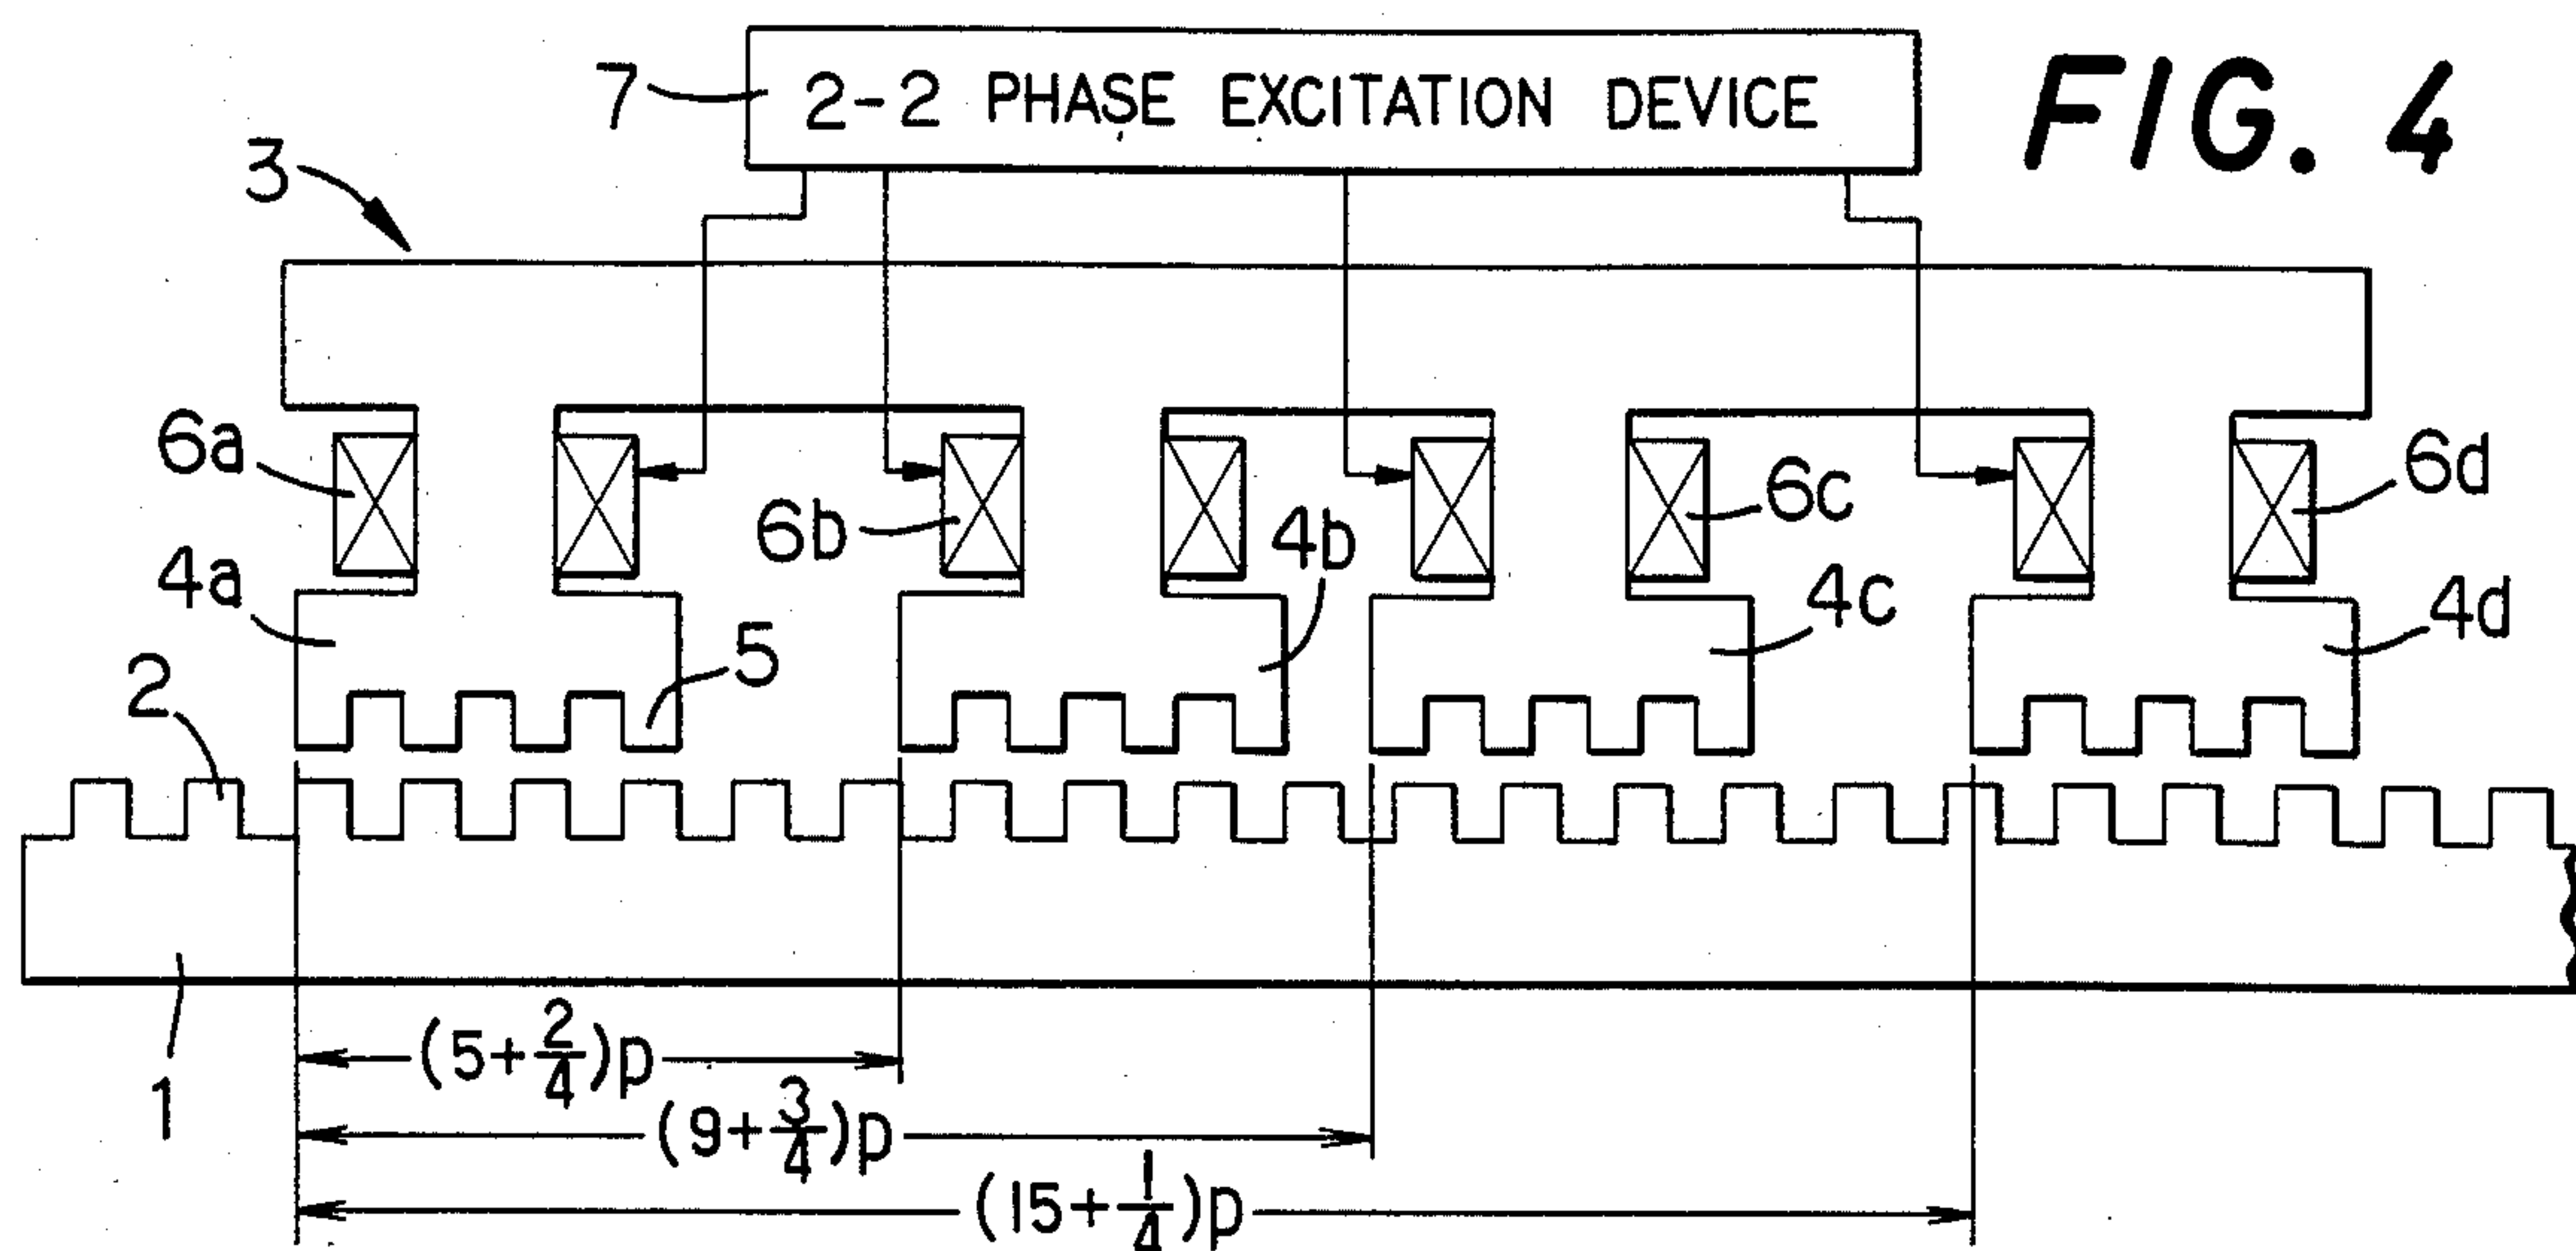 FIG. 4
7
2-2 PHASE EXCITATION DEVICE
3
6a
6b
6c
6d
4a
4b
4c
4d
5
2
1
(5+2/4)p
(9+3/4)p
(15+1/4)p